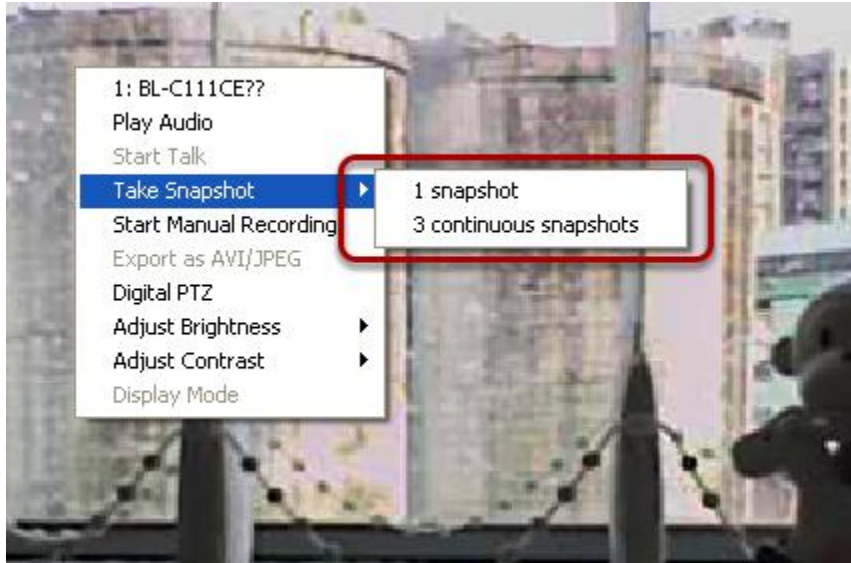 1: BL-C111CE??
Play Audio
Start Talk
Take Snapshot
1 snapshot
Start Manual Recording
3 continuous snapshots
Export as AVI/JPEG
Digital PTZ
Adjust Brightness
Adjust Contrast
Display Mode